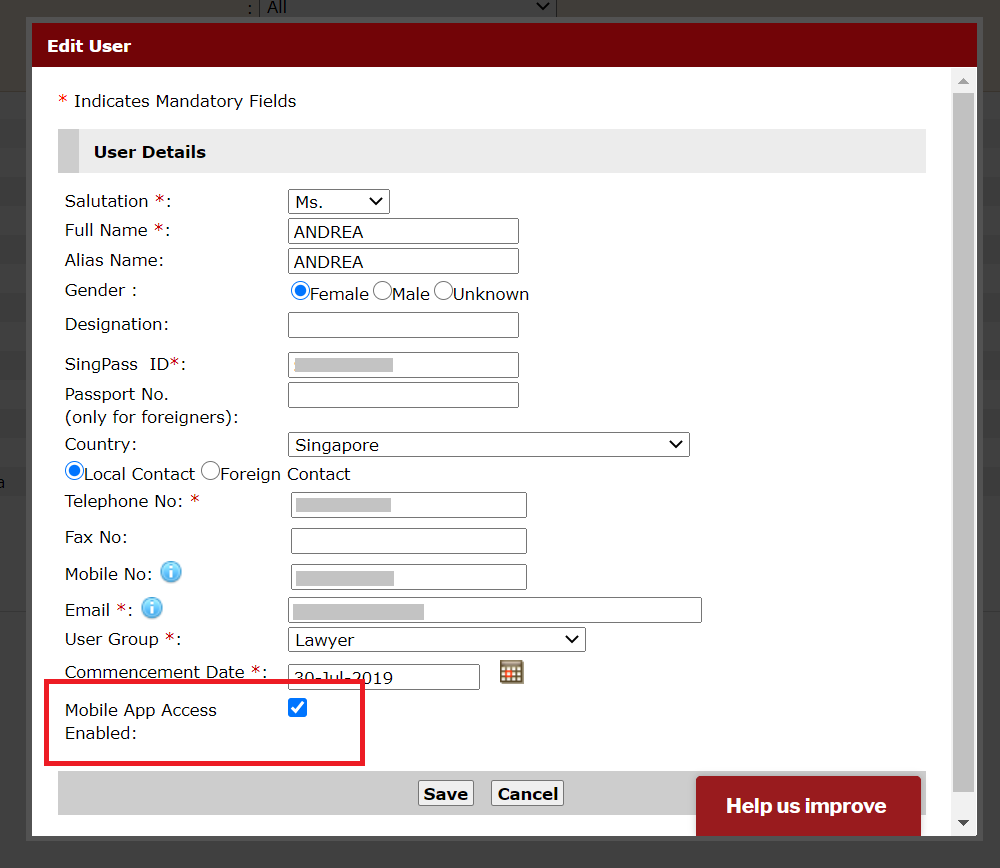 : All
Edit User
* Indicates Mandatory Fields
User Details
Salutation *: Ms.
Full Name *: ANDREA
Alias Name: ANDREA
Gender : Female Male Unknown
Designation:
SingPass ID*:
Passport No.
(only for foreigners):
Country: Singapore
Local Contact Foreign Contact
Telephone No: *
Fax No:
Mobile No: i
Email *: i
User Group *: Lawyer
Commencement Date *: 30-Jul-2019
Mobile App Access
Enabled:
Save Cancel
Help us improve